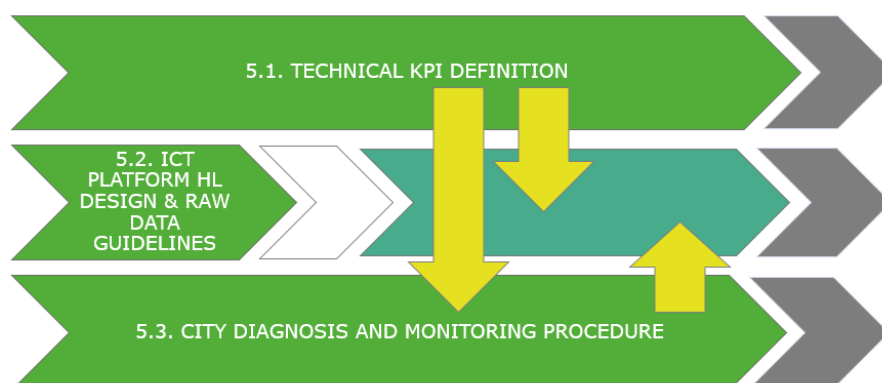 5.1. TECHNICAL KPI DEFINITION
5.2. ICT
PLATFORM HL
DESIGN & RAW
DATA
GUIDELINES
5.3. CITY DIAGNOSIS AND MONITORING PROCEDURE